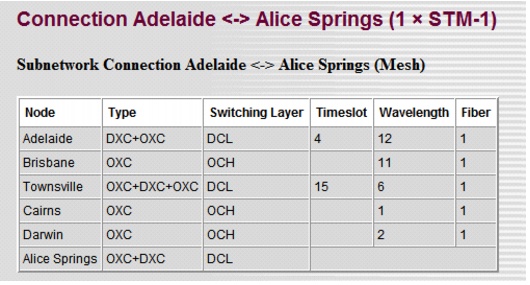 Connection Adelaide <-> Alice Springs (1 × STM-1)
Subnetwork Connection Adelaide <-> Alice Springs (Mesh)
Node Type Switching Layer Timeslot Wavelength Fiber
Adelaide DXC+OXC DCL 4 12 1
Brisbane OXC OCH 11 1
Townsville OXC+DXC+OXC DCL 15 6 1
Cairns OXC OCH 1 1
Darwin OXC OCH 2 1
Alice Springs OXC+DXC DCL